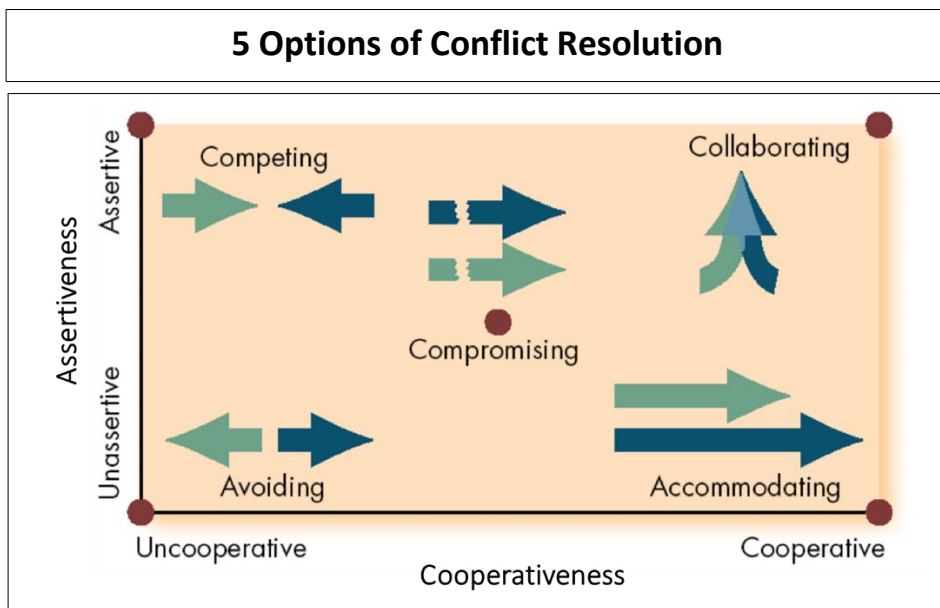 5 Options of Conflict Resolution
Assertiveness
Assertive
Unassertive
Competing
Collaborating
Compromising
Avoiding
Accommodating
Uncooperative
Cooperative
Cooperativeness